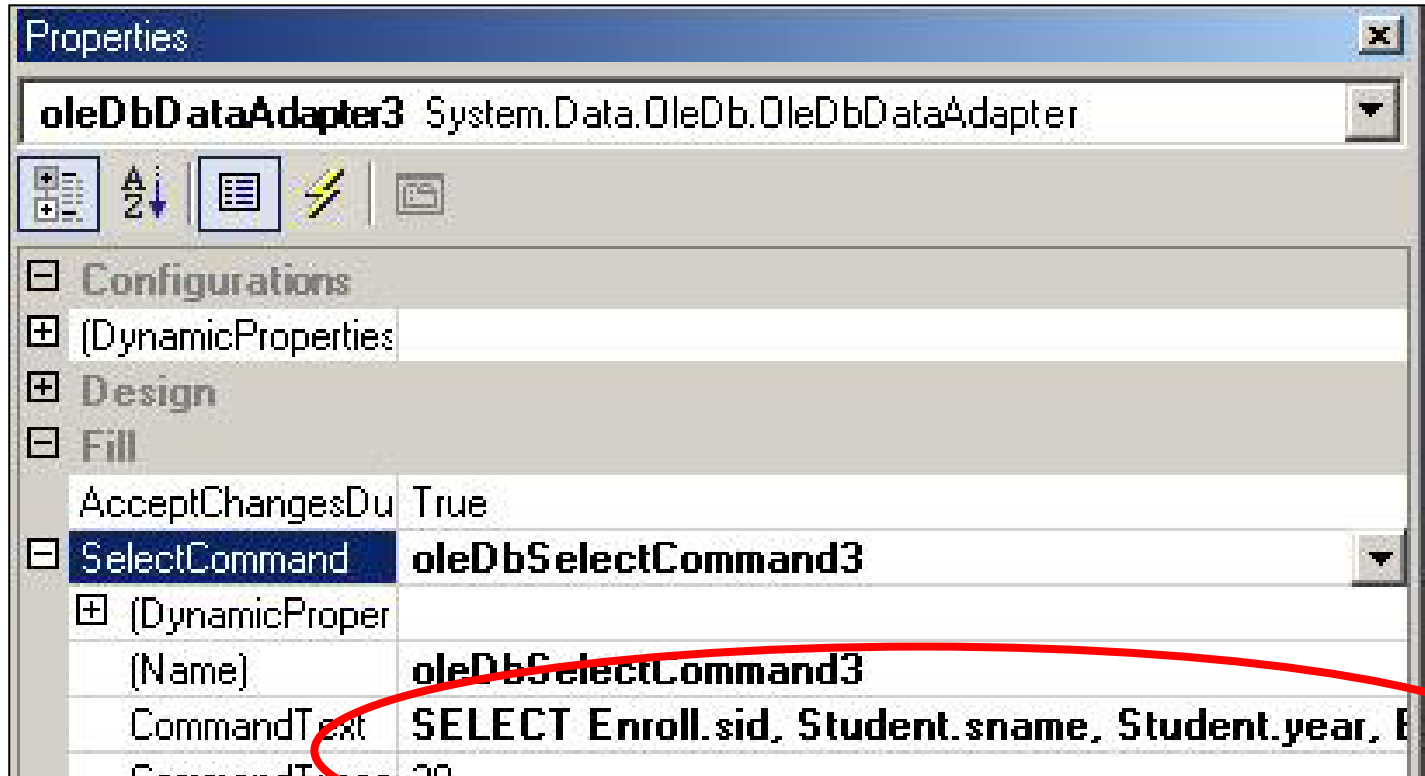 Properties
oleDbDataAdapter3 System.Data.OleDb.OleDbDataAdapter
Configurations
(DynamicProperties
Design
Fill
AcceptChangesDu True
SelectCommand oleDbSelectCommand3
(DynamicProper
(Name) oleDbSelectCommand3
CommandText SELECT Enroll.sid, Student.sname, Student.year,